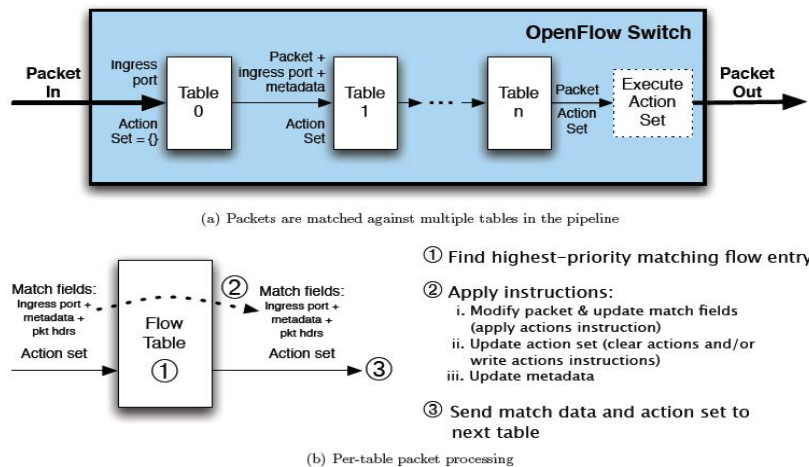 OpenFlow Switch
Packet
In
Ingress
port
Action
Set = {}
Table
0
Packet +
ingress port +
metadata
Action
Set
Table
1
Table
n
Packet
Action
Set
Execute
Action
Set
Packet
Out
(a) Packets are matched against multiple tables in the pipeline
Match fields:
Ingress port +
metadata +
pkt hdrs
Action set
Flow
Table
①
②
Match fields:
Ingress port +
metadata +
pkt hdrs
Action set
③
① Find highest-priority matching flow entry
② Apply instructions:
i. Modify packet & update match fields
(apply actions instruction)
ii. Update action set (clear actions and/or
write actions instructions)
iii. Update metadata
③ Send match data and action set to
next table
(b) Per-table packet processing